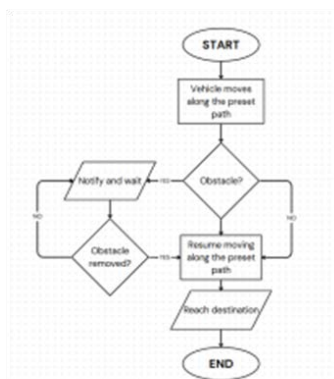 START
Vehicle moves
along the preset
path
Obstacle?
YES
Notify and wait
NO
NO
Obstacle
removed?
YES
Resume moving
along the preset
path
Reach destination
END